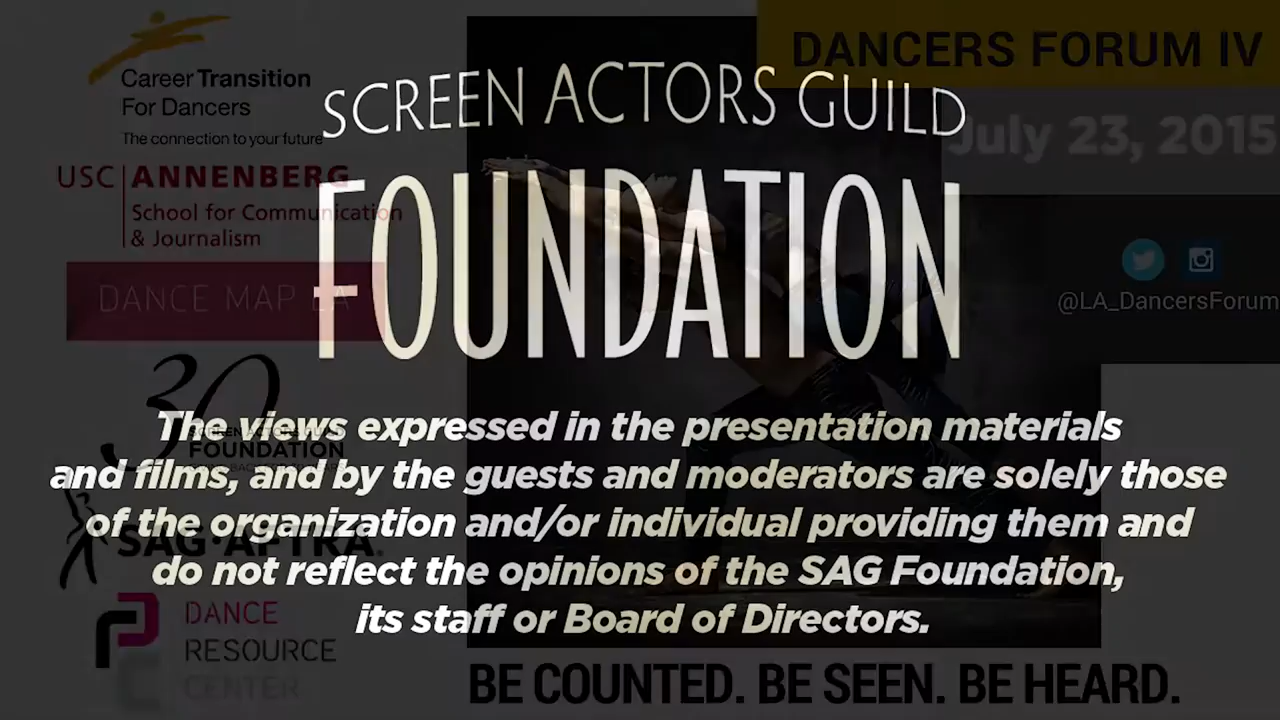 DANCERS FORUM IV
July 23, 2015
Career Transition
For Dancers
The connection to your future
USC ANNENBERG
School for Communication
& Journalism
DANCE MAP LA
SCREEN ACTORS GUILD
FOUNDATION
@LA_DancersForum
30
FOUNDATION
The views expressed in the presentation materials
and films, and by the guests and moderators are solely those
of the organization and/or individual providing them and
do not reflect the opinions of the SAG Foundation,
its staff or Board of Directors.
SAG·AFTRA®
DANCE
RESOURCE
CENTER
BE COUNTED. BE SEEN. BE HEARD.